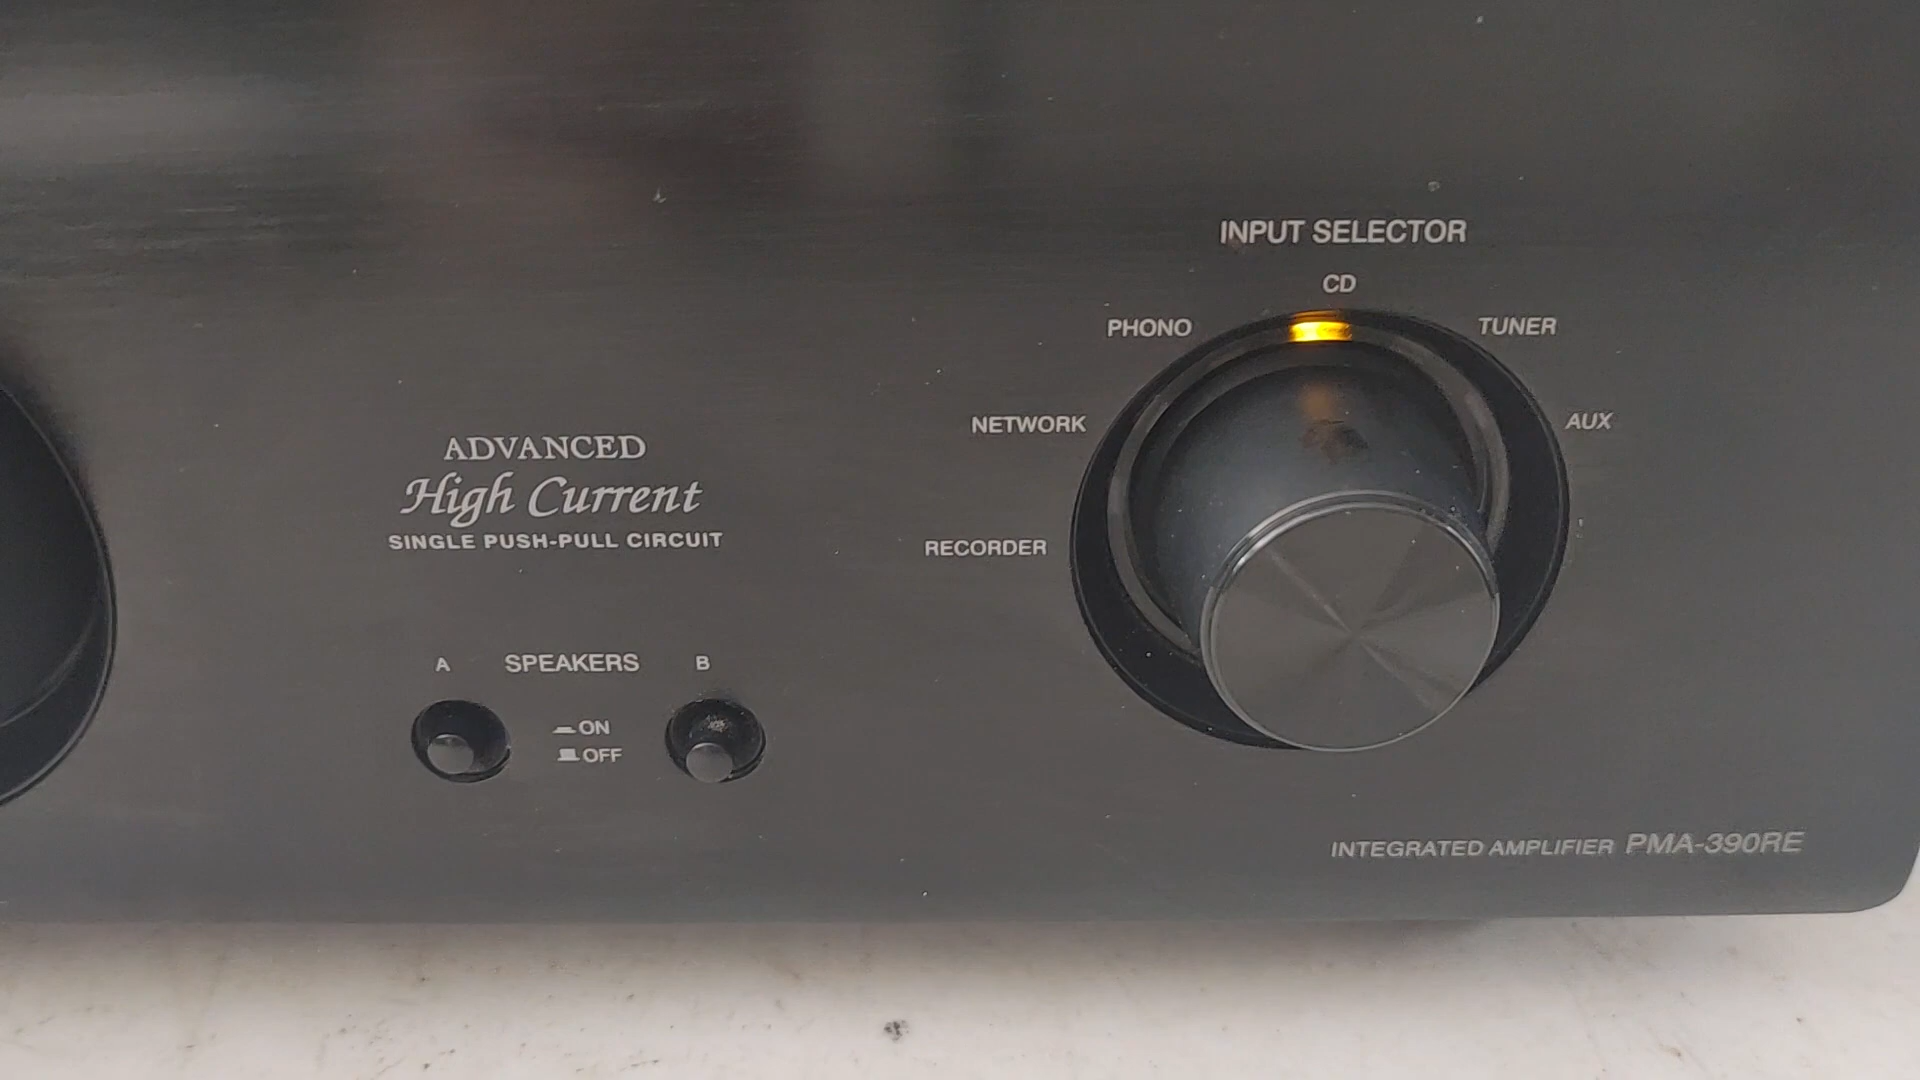 INPUT SELECTOR
CD
PHONO
TUNER
NETWORK
AUX
RECORDER
ADVANCED
High Current
SINGLE PUSH-PULL CIRCUIT
A SPEAKERS B
ON
OFF
INTEGRATED AMPLIFIER PMA-390RE